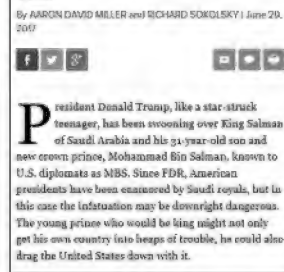 By AARON DAVID MILLER and RICHARD SOKOLSKY | June 29,
2017
President Donald Trump, like a star-struck
teenager, has been swooning over King Salman
of Saudi Arabia and his 31-year-old son and
new crown prince, Mohammad Bin Salman, known to
U.S. diplomats as MBS. Since FDR, American
presidents have been enamored by Saudi royals, but in
this case the infatuation may be downright dangerous.
The young prince who would be king might not only
get his own country into heaps of trouble, he could also
drag the United States down with it.